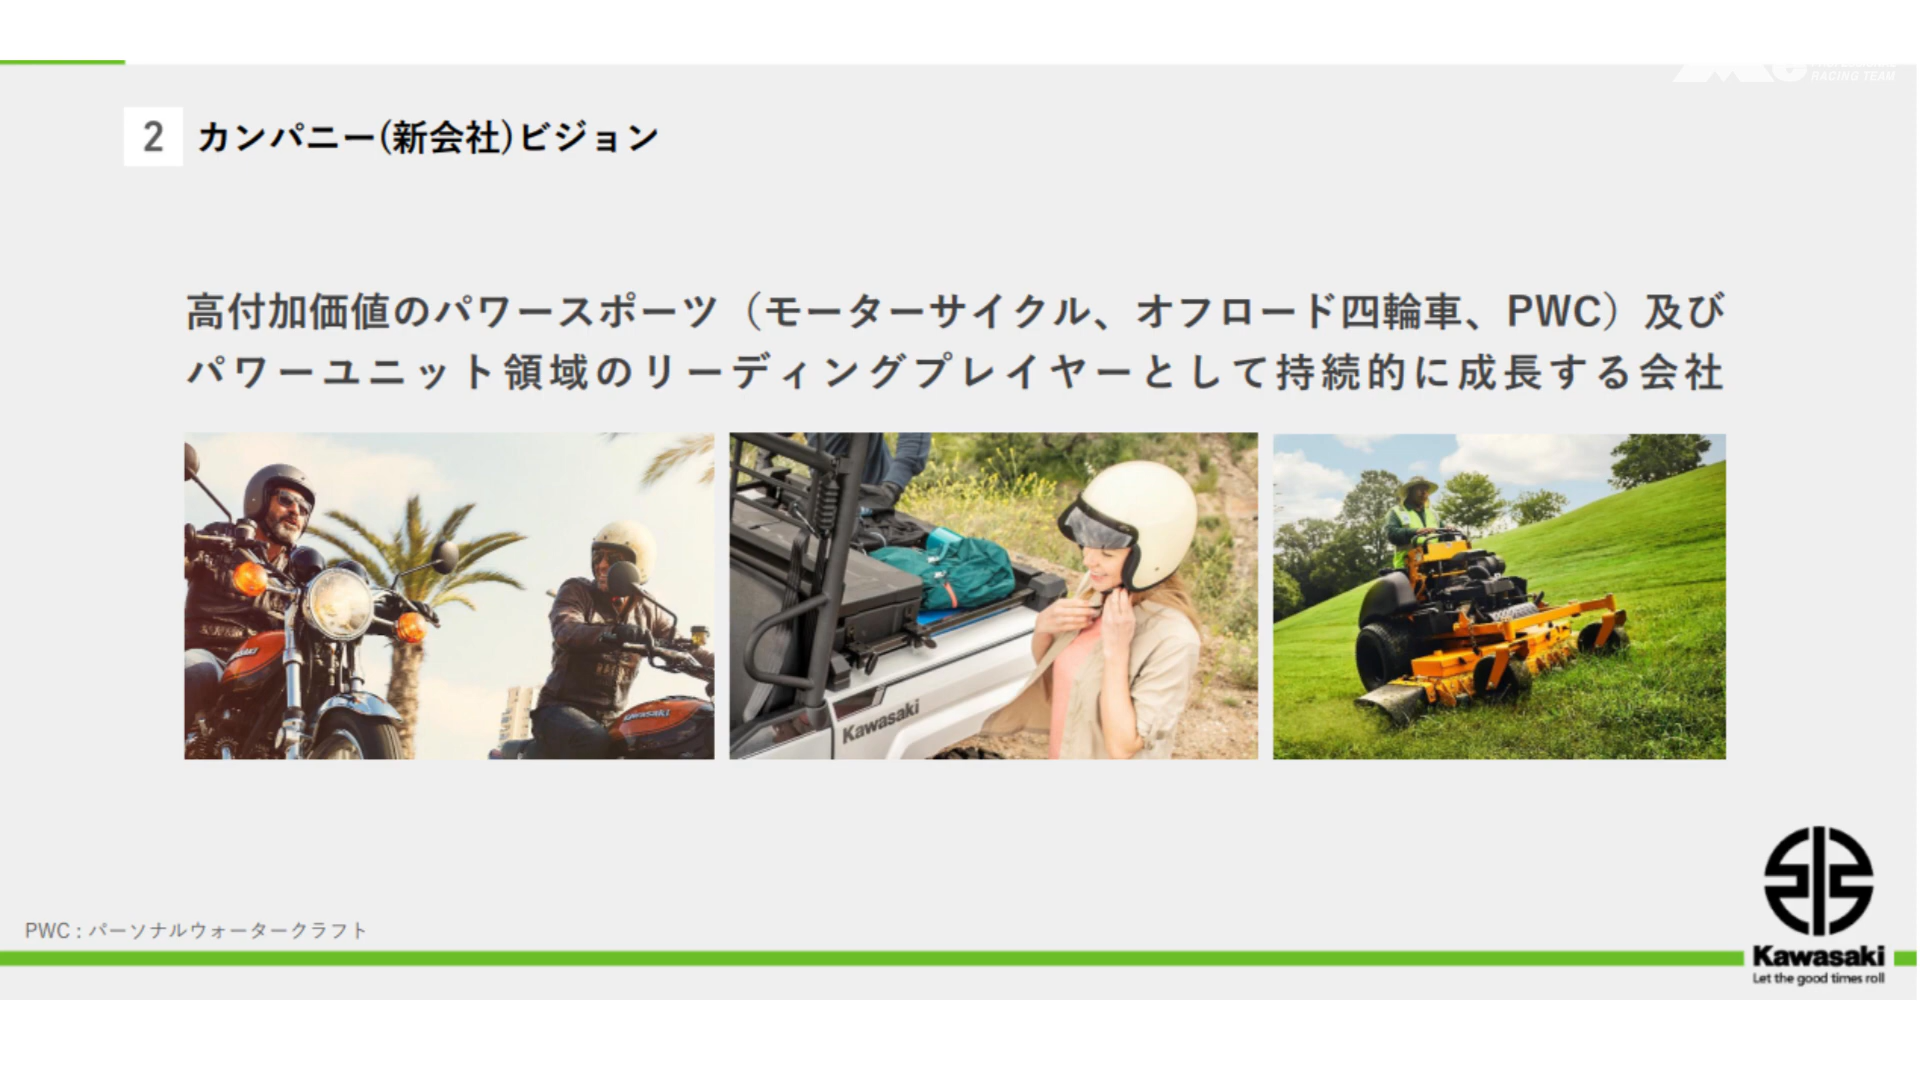 RACING TEAM
2 カンパニー(新会社)ビジョン
高付加価値のパワースポーツ（モーターサイクル、オフロード四輪車、PWC）及び
パワーユニット領域のリーディングプレイヤーとして持続的に成長する会社
KAWASAKI
Kawasaki
PWC : パーソナルウォータークラフト
Kawasaki
Let the good times roll